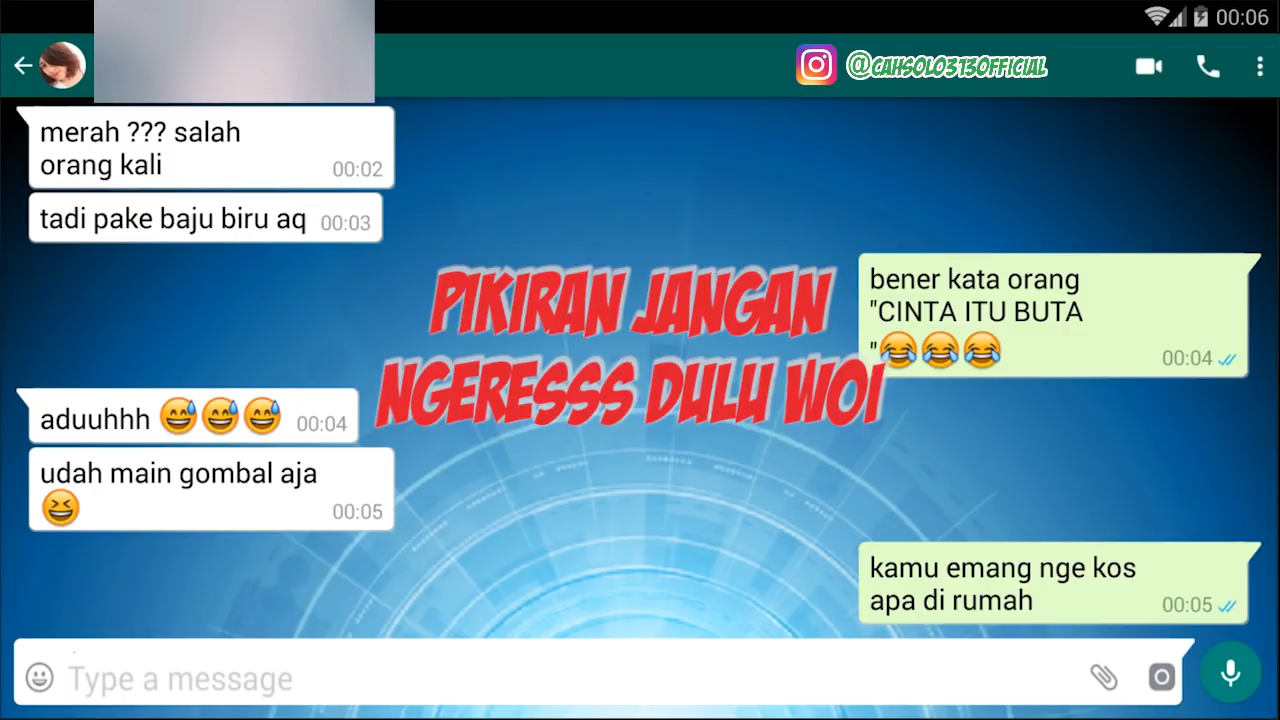 00:06
@CAHSOLO313OFFICIAL
merah ??? salah
orang kali 00:02
tadi pake baju biru aq 00:03
bener kata orang
"CINTA ITU BUTA
"😂😂😂 00:04
PIKIRAN JANGAN
NGERESSS DULU WOI
aduuhhh 😅😅😅 00:04
udah main gombal aja
😆 00:05
kamu emang nge kos
apa di rumah 00:05
Type a message